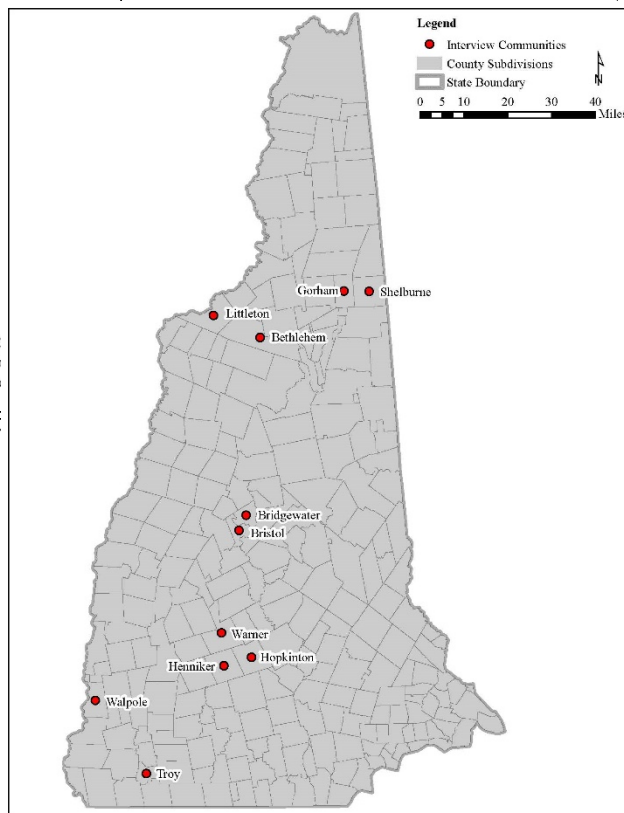 Legend
Interview Communities
County Subdivisions
State Boundary
N
0 5 10 20 30 40
Miles
Gorham Shelburne
Littleton
Bethlehem
Bridgewater
Bristol
Warner
Hopkinton
Henniker
Walpole
Troy